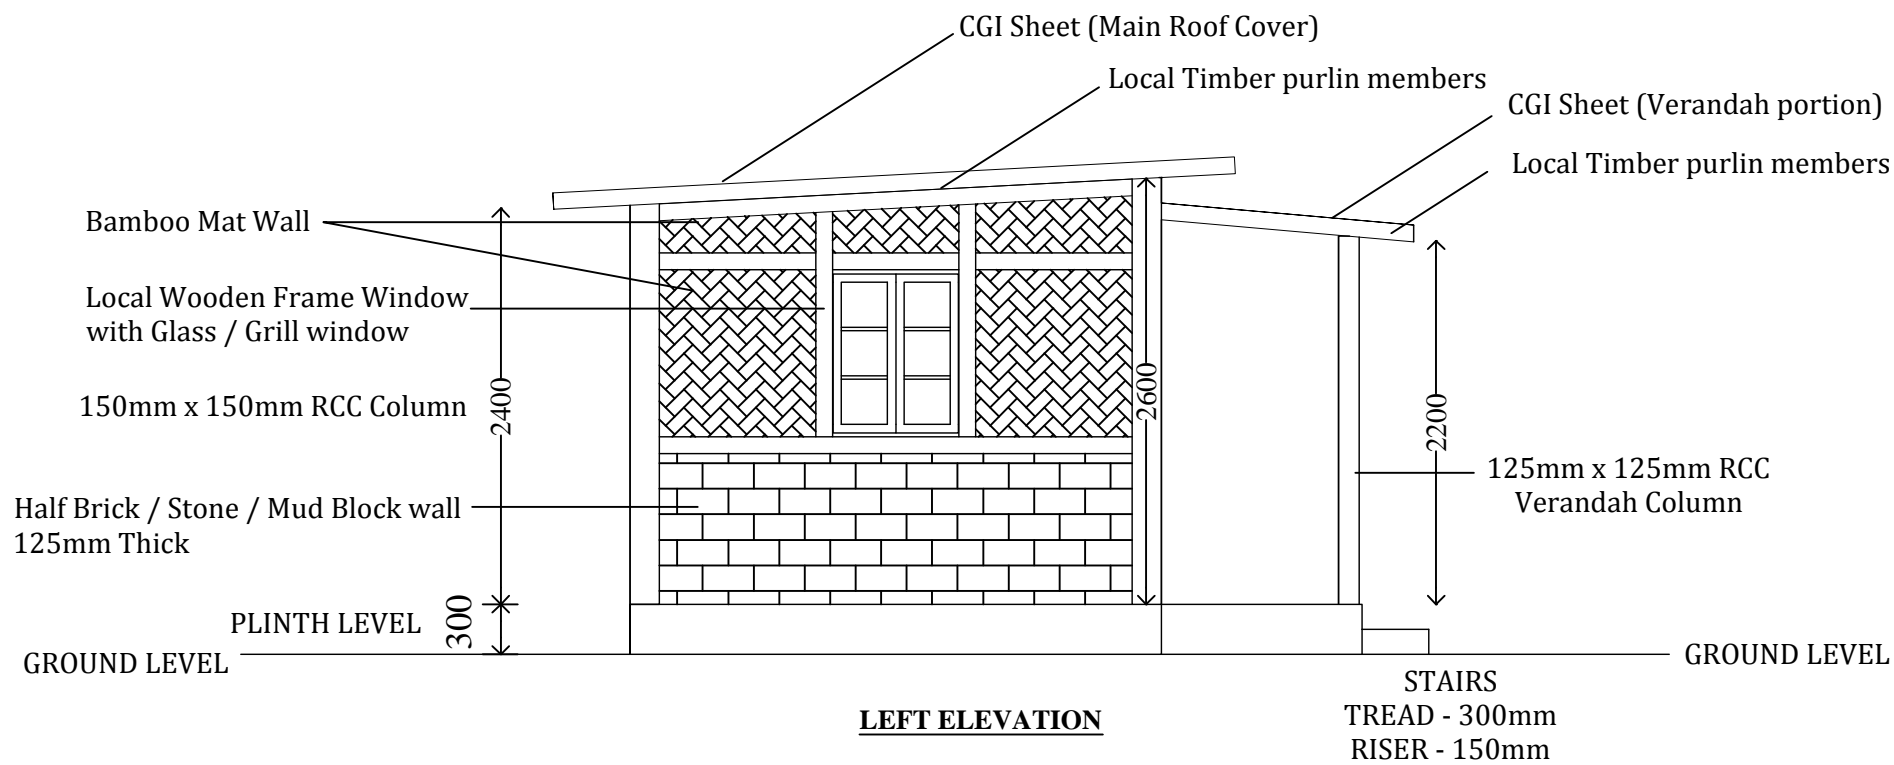 CGI Sheet (Main Roof Cover)
Local Timber purlin members
CGI Sheet (Verandah portion)
Local Timber purlin members
Bamboo Mat Wall
Local Wooden Frame Window
with Glass / Grill window
150mm x 150mm RCC Column
2400
2600
2200
125mm x 125mm RCC
Verandah Column
Half Brick / Stone / Mud Block wall
125mm Thick
PLINTH LEVEL
300
GROUND LEVEL
GROUND LEVEL
STAIRS
TREAD - 300mm
RISER - 150mm
LEFT ELEVATION